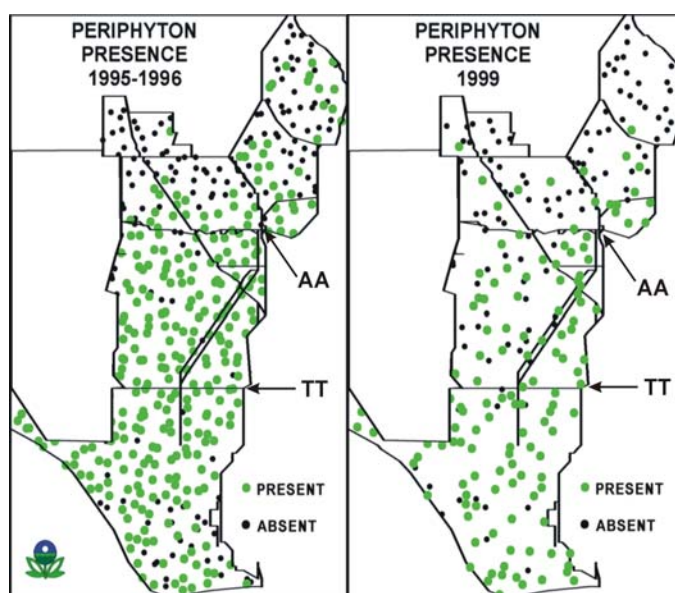 PERIPHYTON
PRESENCE
1995-1996
AA
TT
PRESENT
ABSENT
PERIPHYTON
PRESENCE
1999
AA
TT
PRESENT
ABSENT